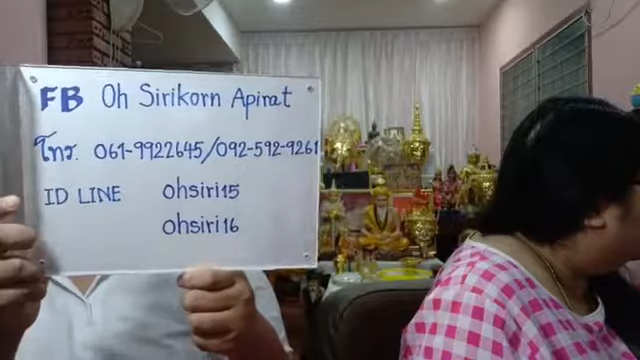 FB Oh Sirikorn Apirat
โทร. 061-9922645/092-592-9261
ID LINE ohsiri15
ohsiri16